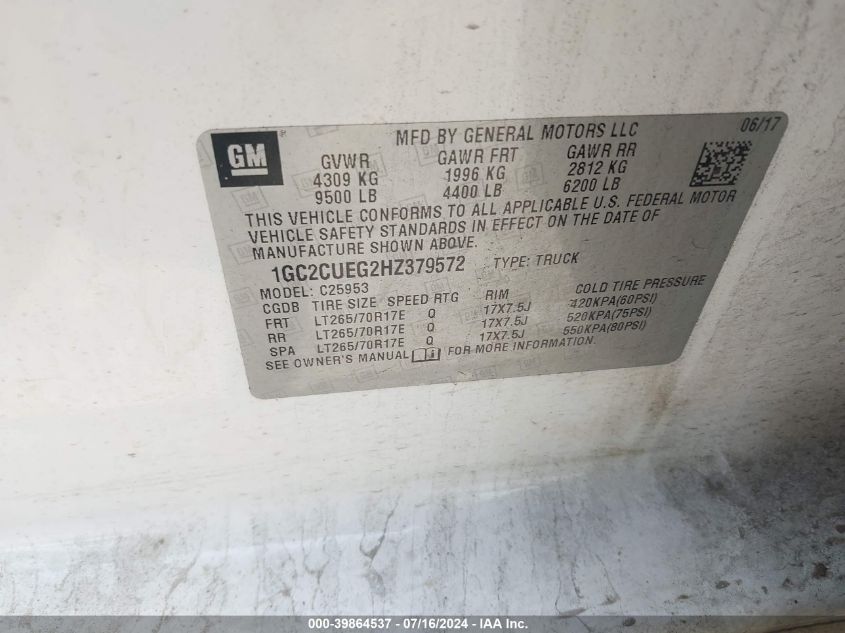 GM
MFD BY GENERAL MOTORS LLC
06/17
GVWR GAWR FRT GAWR RR
4309 KG 1996 KG 2812 KG
9500 LB 4400 LB 6200 LB
THIS VEHICLE CONFORMS TO ALL APPLICABLE U.S. FEDERAL MOTOR
VEHICLE SAFETY STANDARDS IN EFFECT ON THE DATE OF
MANUFACTURE SHOWN ABOVE.
1GC2CUEG2HZ379572 TYPE: TRUCK
MODEL: C25953
CGDB TIRE SIZE SPEED RTG RIM COLD TIRE PRESSURE
FRT LT265/70R17E Q 17X7.5J 420KPA(60PSI)
RR LT265/70R17E Q 17X7.5J 520KPA(75PSI)
SPA LT265/70R17E Q 17X7.5J 550KPA(80PSI)
SEE OWNER'S MANUAL FOR MORE INFORMATION.
000-39864537 - 07/16/2024 - IAA Inc.